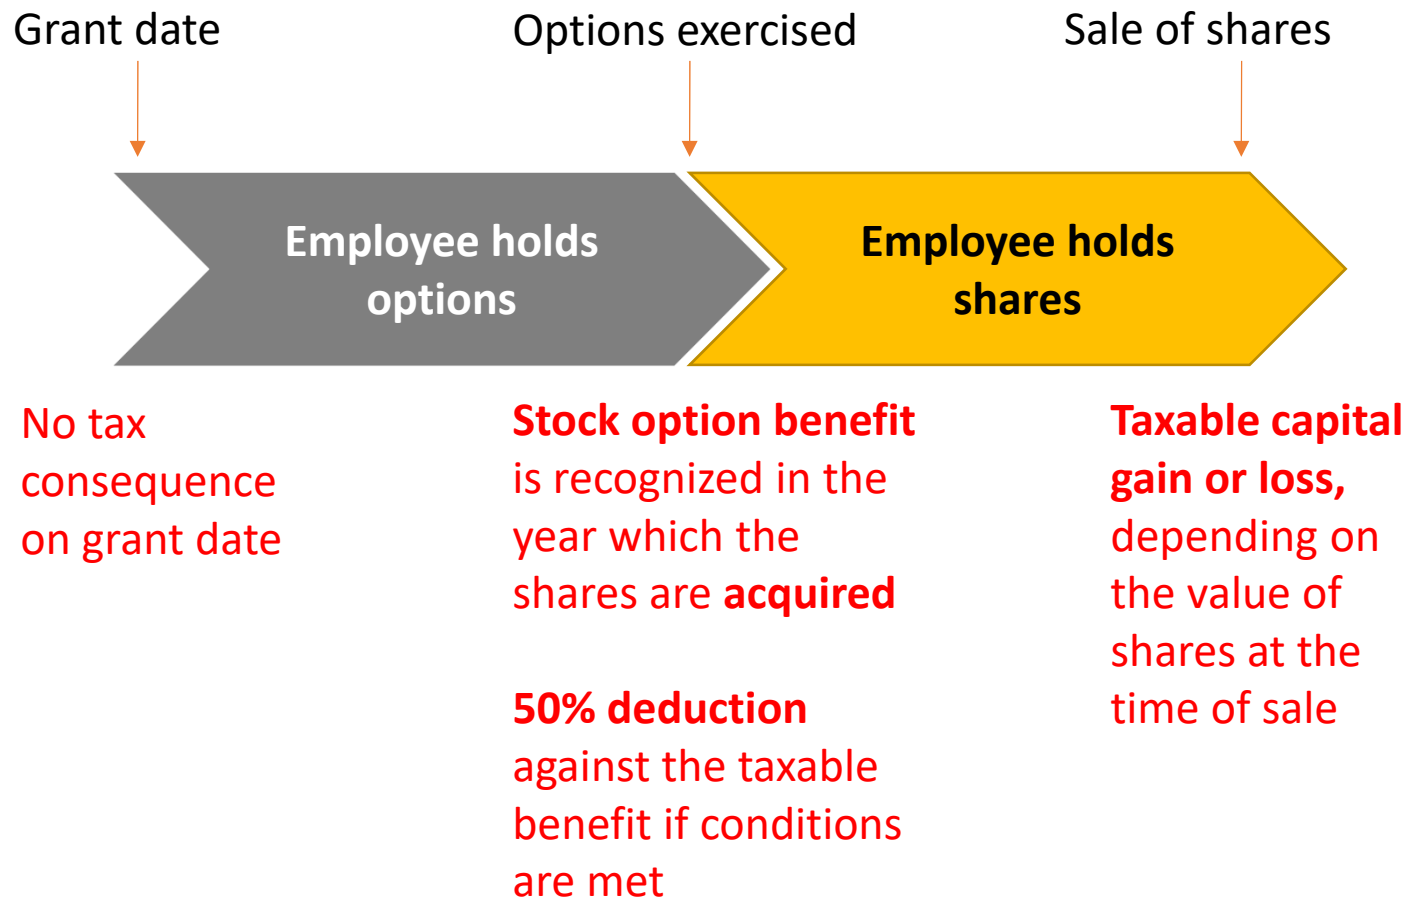 Grant date
Options exercised
Sale of shares
Employee holds
options
Employee holds
shares
No tax
consequence
on grant date
Stock option benefit
is recognized in the
year which the
shares are acquired
50% deduction
against the taxable
benefit if conditions
are met
Taxable capital
gain or loss,
depending on
the value of
shares at the
time of sale